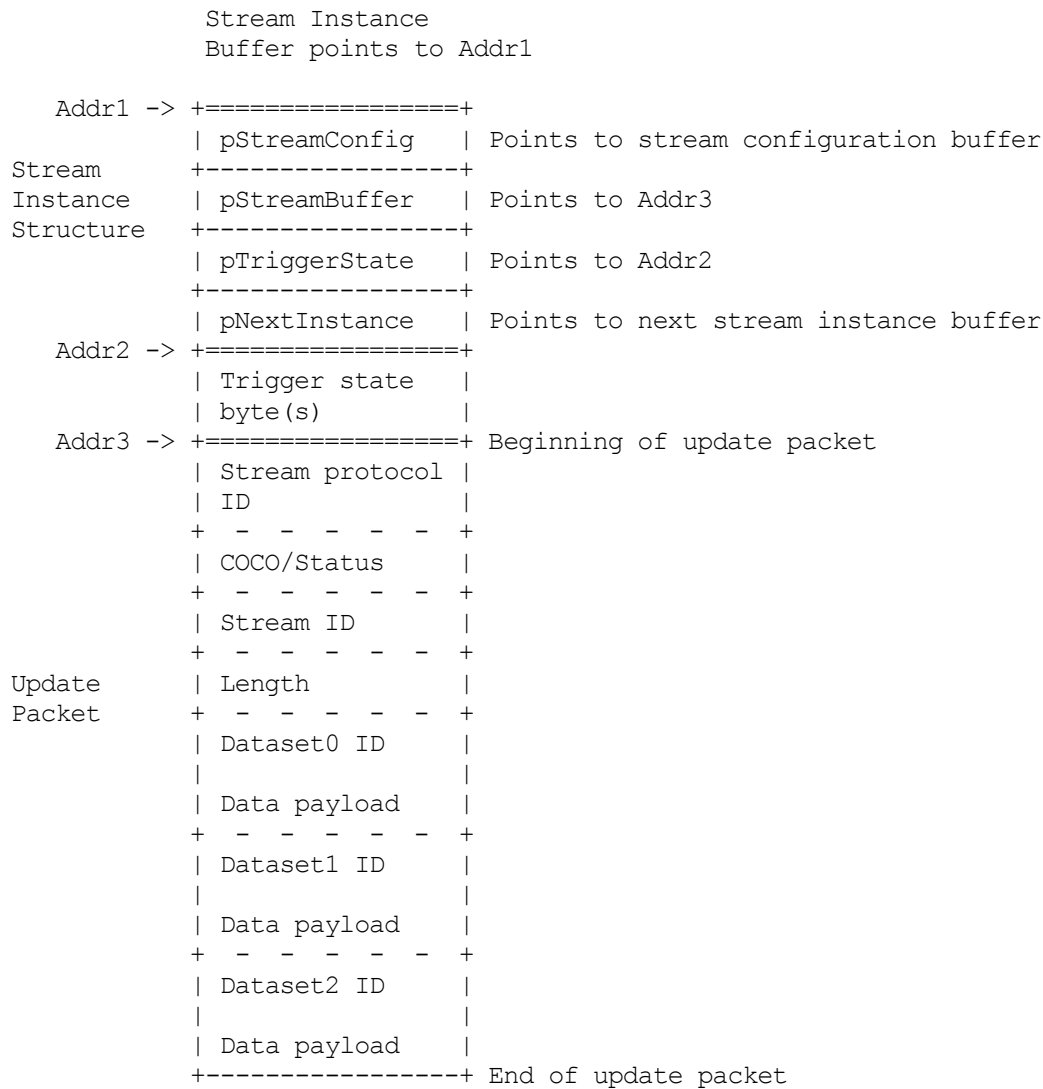 Stream Instance
Buffer points to Addr1
Addr1 -> +=================+
| pStreamConfig   | Points to stream configuration buffer
Stream      +-----------------+
Instance    | pStreamBuffer   | Points to Addr3
Structure   +-----------------+
| pTriggerState   | Points to Addr2
+-----------------+
| pNextInstance   | Points to next stream instance buffer
Addr2 -> +=================+
| Trigger state   |
| byte(s)         |
Addr3 -> +=================+ Beginning of update packet
| Stream protocol |
| ID              |
+  -  -  -  -  -  +
| COCO/Status     |
+  -  -  -  -  -  +
| Stream ID       |
+  -  -  -  -  -  +
Update      | Length          |
Packet      +  -  -  -  -  -  +
| Dataset0 ID     |
|                 |
| Data payload    |
+  -  -  -  -  -  +
| Dataset1 ID     |
|                 |
| Data payload    |
+  -  -  -  -  -  +
| Dataset2 ID     |
|                 |
| Data payload    |
+-----------------+ End of update packet